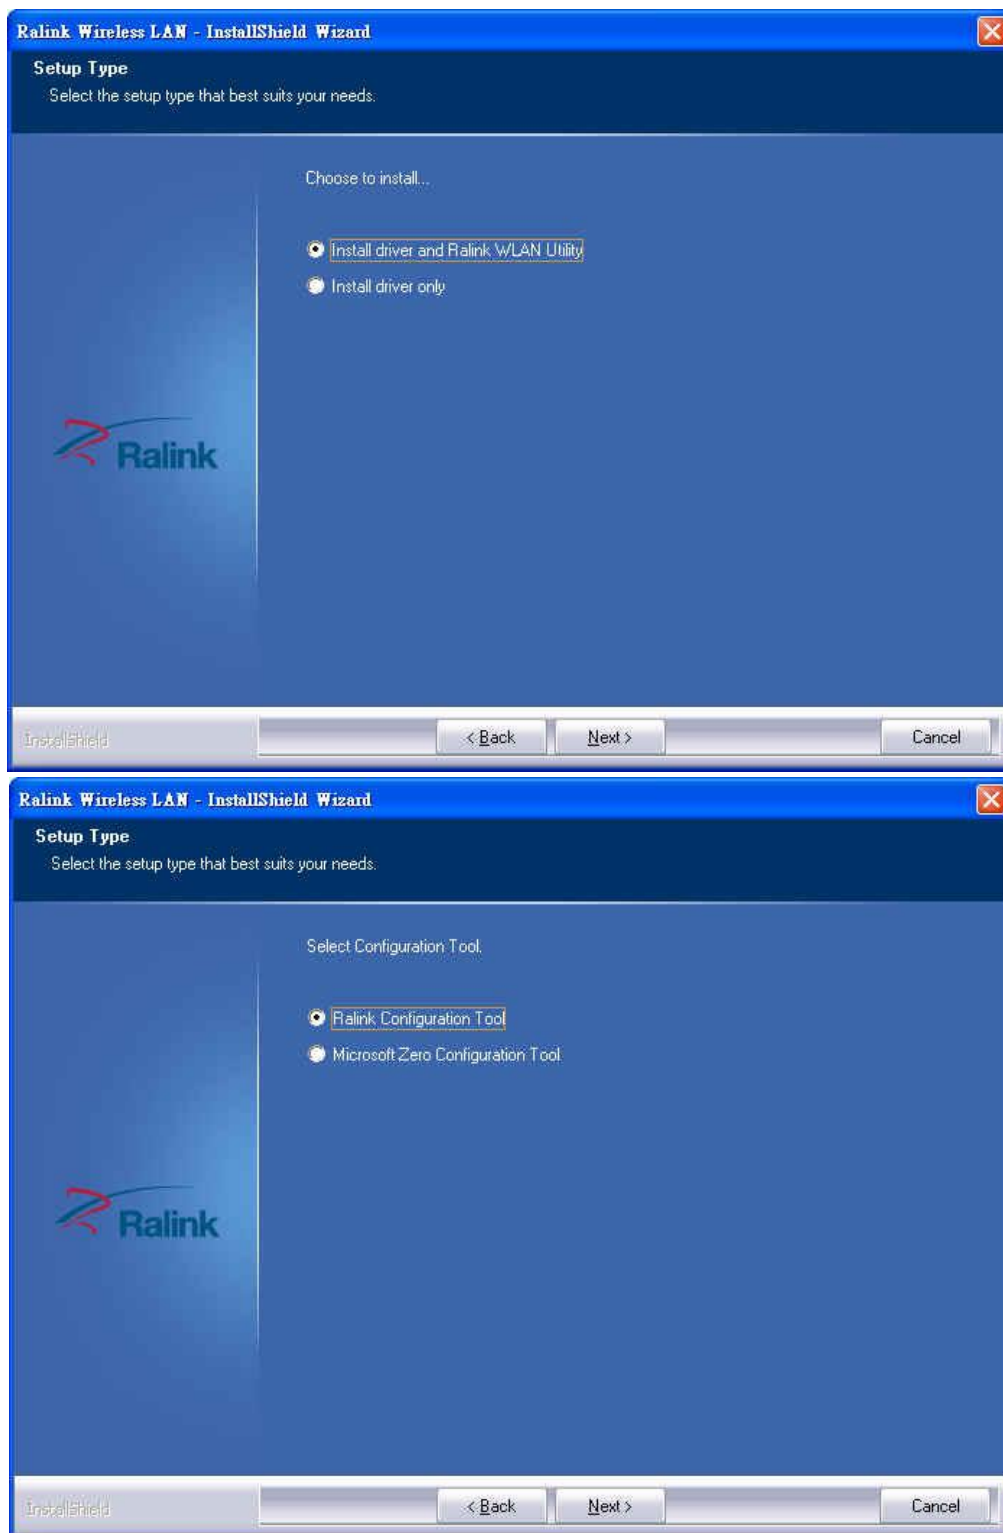 Ralink Wireless LAN - InstallShield Wizard
Setup Type
Select the setup type that best suits your needs.
Choose to install...
Install driver and Ralink WLAN Utility
Install driver only
Ralink
InstallShield
< Back
Next >
Cancel
Ralink Wireless LAN - InstallShield Wizard
Setup Type
Select the setup type that best suits your needs.
Select Configuration Tool.
Ralink Configuration Tool
Microsoft Zero Configuration Tool
Ralink
InstallShield
< Back
Next >
Cancel